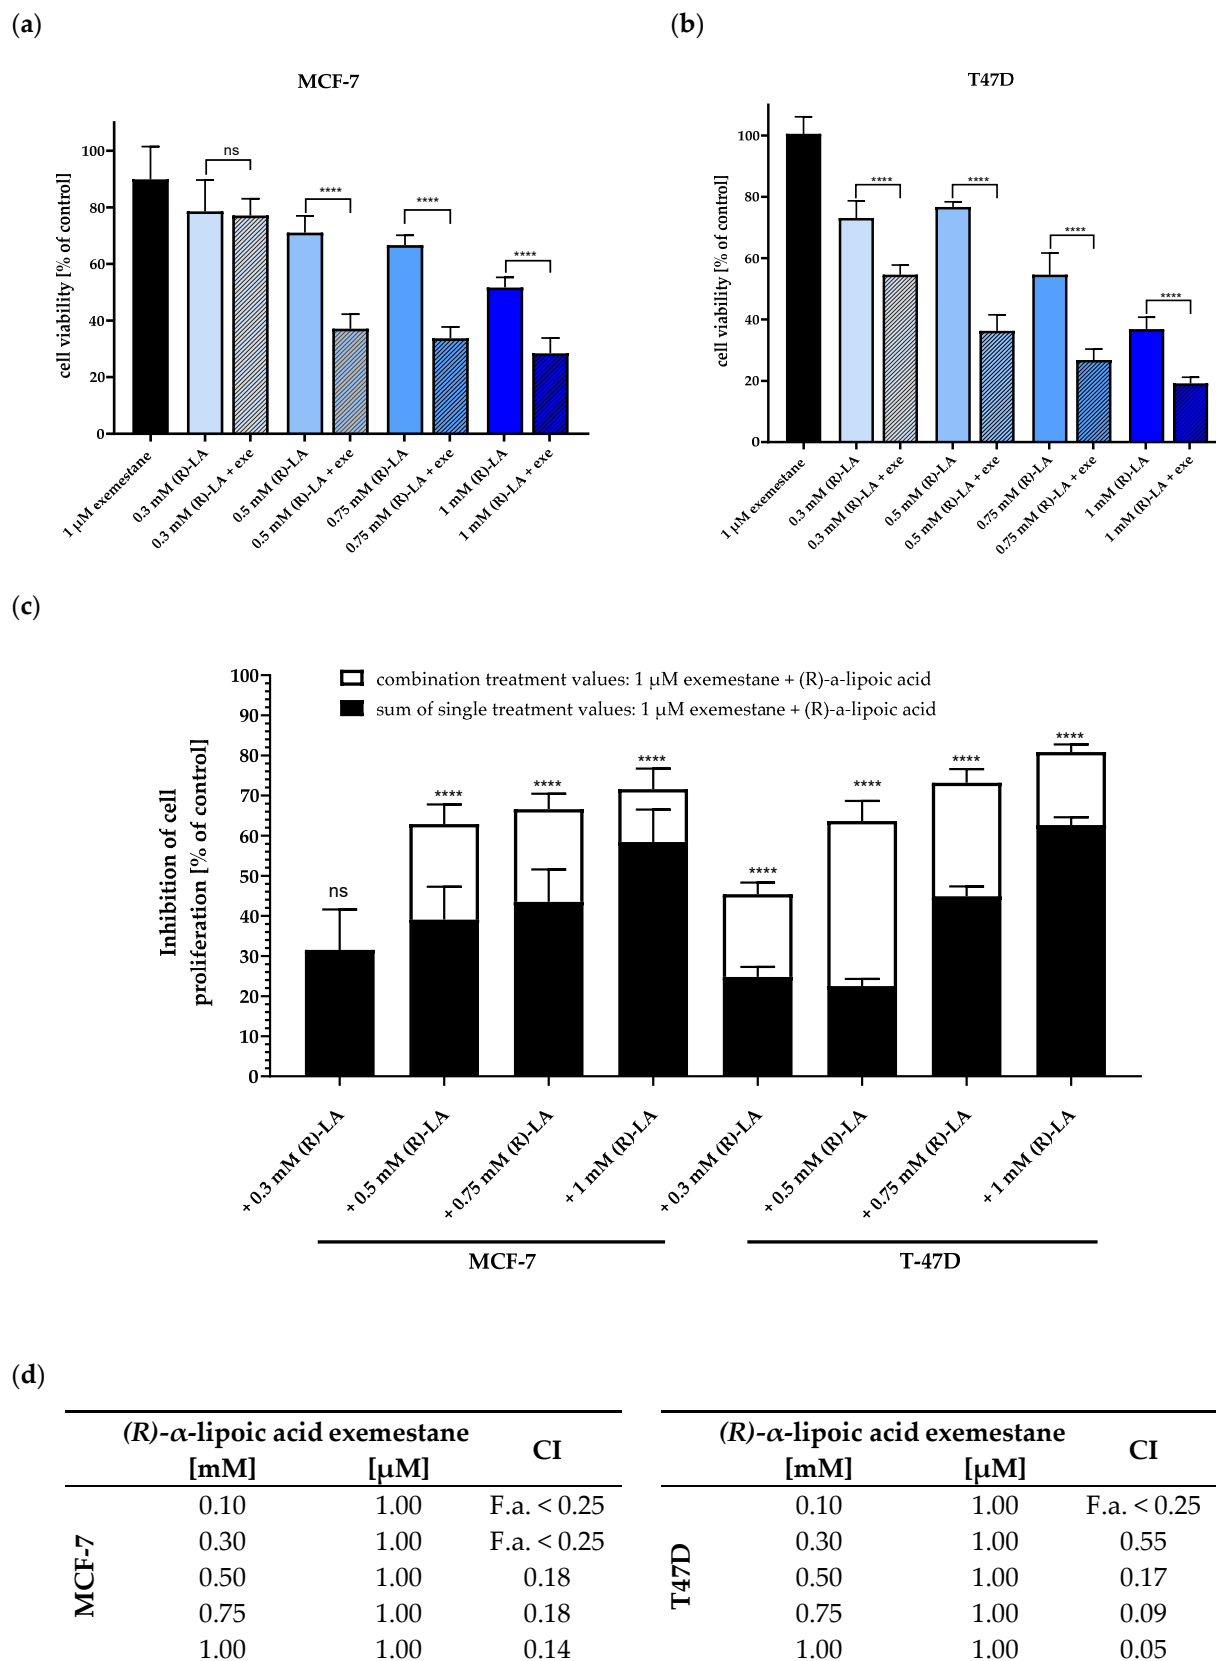 (a)
MCF-7
cell viability [% of control]
100
80
60
40
20
0
ns
****
****
****
1 µM exemestane
0.3 mM (R)-LA
0.3 mM (R)-LA + exe
0.5 mM (R)-LA
0.5 mM (R)-LA + exe
0.75 mM (R)-LA
0.75 mM (R)-LA + exe
1 mM (R)-LA
1 mM (R)-LA + exe
(b)
T47D
cell viability [% of control]
100
80
60
40
20
0
****
****
****
****
1 µM exemestane
0.3 mM (R)-LA
0.3 mM (R)-LA + exe
0.5 mM (R)-LA
0.5 mM (R)-LA + exe
0.75 mM (R)-LA
0.75 mM (R)-LA + exe
1 mM (R)-LA
1 mM (R)-LA + exe
(c)
combination treatment values: 1 µM exemestane + (R)-a-lipoic acid
sum of single treatment values: 1 µM exemestane + (R)-a-lipoic acid
Inhibition of cell
proliferation [% of control]
100
90
80
70
60
50
40
30
20
10
0
ns
****
****
****
****
****
****
****
+ 0.3 mM (R)-LA
+ 0.5 mM (R)-LA
+ 0.75 mM (R)-LA
+ 1 mM (R)-LA
+ 0.3 mM (R)-LA
+ 0.5 mM (R)-LA
+ 0.75 mM (R)-LA
+ 1 mM (R)-LA
MCF-7
T-47D
(d)
(R)-α-lipoic acid exemestane CI
[mM] [µM]
MCF-7
0.10 1.00 F.a. < 0.25
0.30 1.00 F.a. < 0.25
0.50 1.00 0.18
0.75 1.00 0.18
1.00 1.00 0.14
(R)-α-lipoic acid exemestane CI
[mM] [µM]
T47D
0.10 1.00 F.a. < 0.25
0.30 1.00 0.55
0.50 1.00 0.17
0.75 1.00 0.09
1.00 1.00 0.05